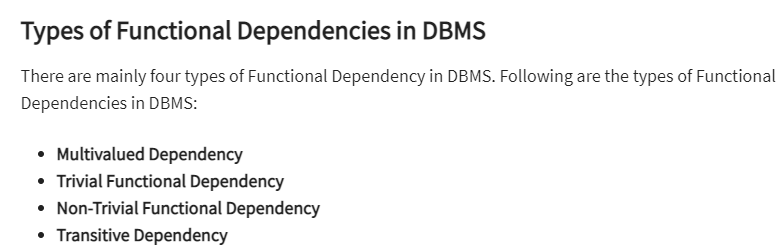 Types of Functional Dependencies in DBMS
There are mainly four types of Functional Dependency in DBMS. Following are the types of Functional
Dependencies in DBMS:
• Multivalued Dependency
• Trivial Functional Dependency
• Non-Trivial Functional Dependency
• Transitive Dependency